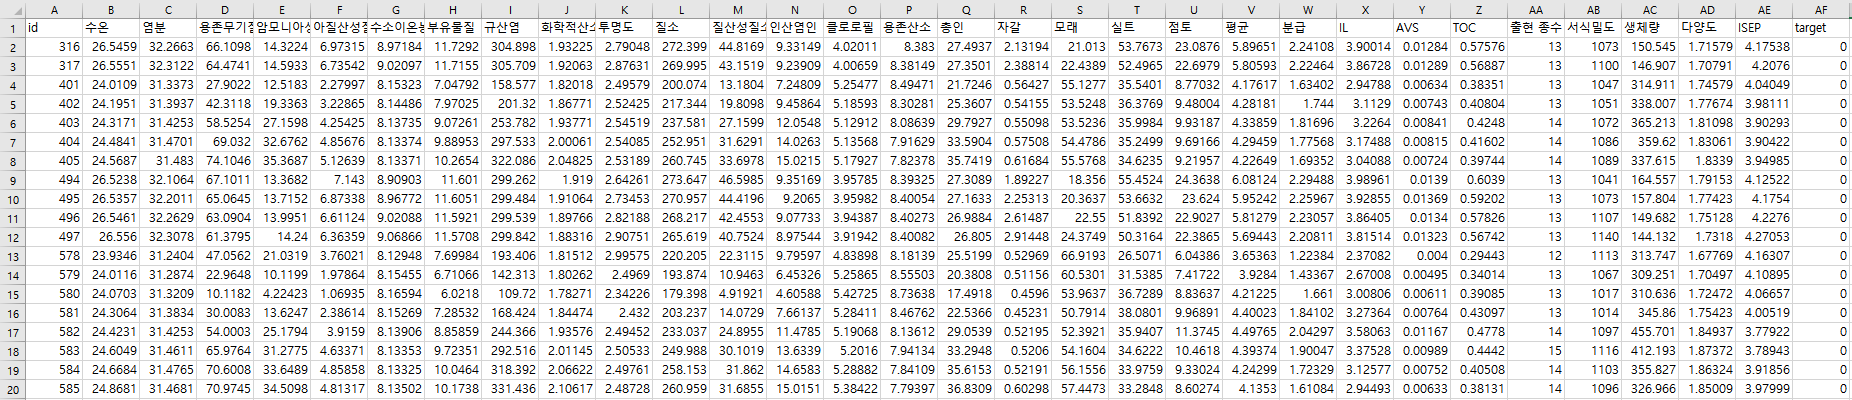 A B C D E F G H I J K L M N O P Q R S T U V W X Y Z AA AB AC AD AE AF
1 id 수온 염분 용존무기질 암모니아성 아질산성질 수소이온농 부유물질 규산염 화학적산소 투명도 질소 질산성질소 인산염인 클로로필 용존산소 총인 자갈 모래 실트 점토 평균 분급 IL AVS TOC 출현 종수 서식밀도 생체량 다양도 ISEP target
2 316 26.5459 32.2663 66.1098 14.3224 6.97315 8.97184 11.7292 304.898 1.93225 2.79048 272.399 44.8169 9.33149 4.02011 8.383 27.4937 2.13194 21.013 53.7673 23.0876 5.89651 2.24108 3.90014 0.01284 0.57576 13 1073 150.545 1.71579 4.17538 0
3 317 26.5551 32.3122 64.4741 14.5933 6.73542 9.02097 11.7155 305.709 1.92063 2.87631 269.995 43.1519 9.23909 4.00659 8.38149 27.3501 2.38814 22.4389 52.4965 22.6979 5.80593 2.22464 3.86728 0.01289 0.56887 13 1100 146.907 1.70791 4.2076 0
4 401 24.0109 31.3373 27.9022 12.5183 2.27997 8.15323 7.04792 158.577 1.82018 2.49579 200.074 13.1804 7.24809 5.25477 8.49471 21.7246 0.56427 55.1277 35.5401 8.77032 4.17617 1.63402 2.94788 0.00634 0.38351 13 1047 314.911 1.74579 4.04049 0
5 402 24.1951 31.3937 42.3118 19.3363 3.22865 8.14486 7.97025 201.32 1.86771 2.52425 217.344 19.8098 9.45864 5.18593 8.30281 25.3607 0.54155 53.5248 36.3769 9.48004 4.28181 1.744 3.1129 0.00743 0.40804 13 1051 338.007 1.77674 3.98111 0
6 403 24.3171 31.4253 58.5254 27.1598 4.25425 8.13735 9.07261 253.782 1.93771 2.54519 237.581 27.1599 12.0548 5.12912 8.08639 29.7927 0.55098 53.5236 35.9984 9.93187 4.33859 1.81696 3.2264 0.00841 0.4248 14 1072 365.213 1.81098 3.90293 0
7 404 24.4841 31.4701 69.032 32.6762 4.85676 8.13374 9.88953 297.533 2.00061 2.54085 252.951 31.6291 14.0263 5.13568 7.91629 33.5904 0.57508 54.4786 35.2499 9.69166 4.29459 1.77568 3.17488 0.00815 0.41602 14 1086 359.62 1.83061 3.90422 0
8 405 24.5687 31.483 74.1046 35.3687 5.12639 8.13371 10.2654 322.086 2.04825 2.53189 260.745 33.6978 15.0215 5.17927 7.82378 35.7419 0.61684 55.5768 34.6235 9.21957 4.22649 1.69352 3.04088 0.00724 0.39744 14 1089 337.615 1.8339 3.94985 0
9 494 26.5238 32.1064 67.1011 13.3682 7.143 8.90903 11.601 299.262 1.919 2.64261 273.647 46.5985 9.35169 3.95785 8.39325 27.3089 1.89227 18.356 55.4524 24.3638 6.08124 2.29488 3.98961 0.0139 0.6039 13 1041 164.557 1.79153 4.12522 0
10 495 26.5357 32.2011 65.0645 13.7152 6.87338 8.96772 11.6051 299.484 1.91064 2.73453 270.957 44.4196 9.2065 3.95982 8.40054 27.1633 2.25313 20.3637 53.6632 23.624 5.95242 2.25967 3.92855 0.01369 0.59202 13 1073 157.804 1.77423 4.1754 0
11 496 26.5461 32.2629 63.0904 13.9951 6.61124 9.02088 11.5921 299.539 1.89766 2.82188 268.217 42.4553 9.07733 3.94387 8.40273 26.9884 2.61487 22.55 51.8392 22.9027 5.81279 2.23057 3.86405 0.0134 0.57826 13 1107 149.682 1.75128 4.2276 0
12 497 26.556 32.3078 61.3795 14.24 6.36359 9.06866 11.5708 299.842 1.88316 2.90751 265.619 40.7524 8.97544 3.91942 8.40082 26.805 2.91448 24.3749 50.3164 22.3865 5.69443 2.20811 3.81514 0.01323 0.56742 13 1140 144.132 1.7318 4.27053 0
13 578 23.9346 31.2404 47.0562 21.0319 3.76021 8.12948 7.69984 193.406 1.81512 2.99575 220.205 22.3115 9.79597 4.83898 8.18139 25.5199 0.52969 66.9193 26.5071 6.04386 3.65363 1.22384 2.37082 0.004 0.29443 12 1113 313.747 1.67769 4.16307 0
14 579 24.0116 31.2874 22.9648 10.1199 1.97864 8.15455 6.71066 142.313 1.80262 2.4969 193.874 10.9463 6.45326 5.25865 8.55503 20.3808 0.51156 60.5301 31.5385 7.41722 3.9284 1.43367 2.67008 0.00495 0.34014 13 1067 309.251 1.70497 4.10895 0
15 580 24.0703 31.3209 10.1182 4.22423 1.06935 8.16594 6.0218 109.72 1.78271 2.34226 179.398 4.91921 4.60588 5.42725 8.73638 17.4918 0.4596 53.9637 36.7289 8.83637 4.21225 1.661 3.00806 0.00611 0.39085 13 1017 310.636 1.72472 4.06657 0
16 581 24.3064 31.3834 30.0083 13.6247 2.38614 8.15269 7.28532 168.424 1.84474 2.432 203.237 14.0729 7.66137 5.28411 8.46762 22.5366 0.45231 50.7914 38.0801 9.96891 4.40023 1.84102 3.27364 0.00764 0.43097 13 1014 345.86 1.75423 4.00519 0
17 582 24.4231 31.4253 54.0003 25.1794 3.9159 8.13906 8.85859 244.366 1.93576 2.49452 233.037 24.8955 11.4785 5.19068 8.13612 29.0539 0.52195 52.3921 35.9407 11.3745 4.49765 2.04297 3.58063 0.01167 0.4778 14 1097 455.701 1.84937 3.77922 0
18 583 24.6049 31.4611 65.9764 31.2775 4.63371 8.13353 9.72351 292.516 2.01145 2.50533 249.988 30.1019 13.6339 5.2016 7.94134 33.2948 0.5206 54.1604 34.6222 10.4618 4.39374 1.90047 3.37528 0.00989 0.4442 15 1116 412.193 1.87372 3.78943 0
19 584 24.6684 31.4765 70.6008 33.6489 4.85858 8.13325 10.0464 318.392 2.06622 2.49761 258.153 31.862 14.6583 5.28882 7.84109 35.6153 0.52191 56.1556 33.9759 9.33024 4.24299 1.72329 3.12577 0.00752 0.40508 14 1103 355.827 1.86324 3.91856 0
20 585 24.8681 31.4681 70.9745 34.5098 4.81317 8.13502 10.1738 331.436 2.10617 2.48728 260.959 31.6855 15.0151 5.38422 7.79397 36.8309 0.60298 57.4473 33.2848 8.60274 4.1353 1.61084 2.94493 0.00633 0.38131 14 1096 326.966 1.85009 3.97999 0